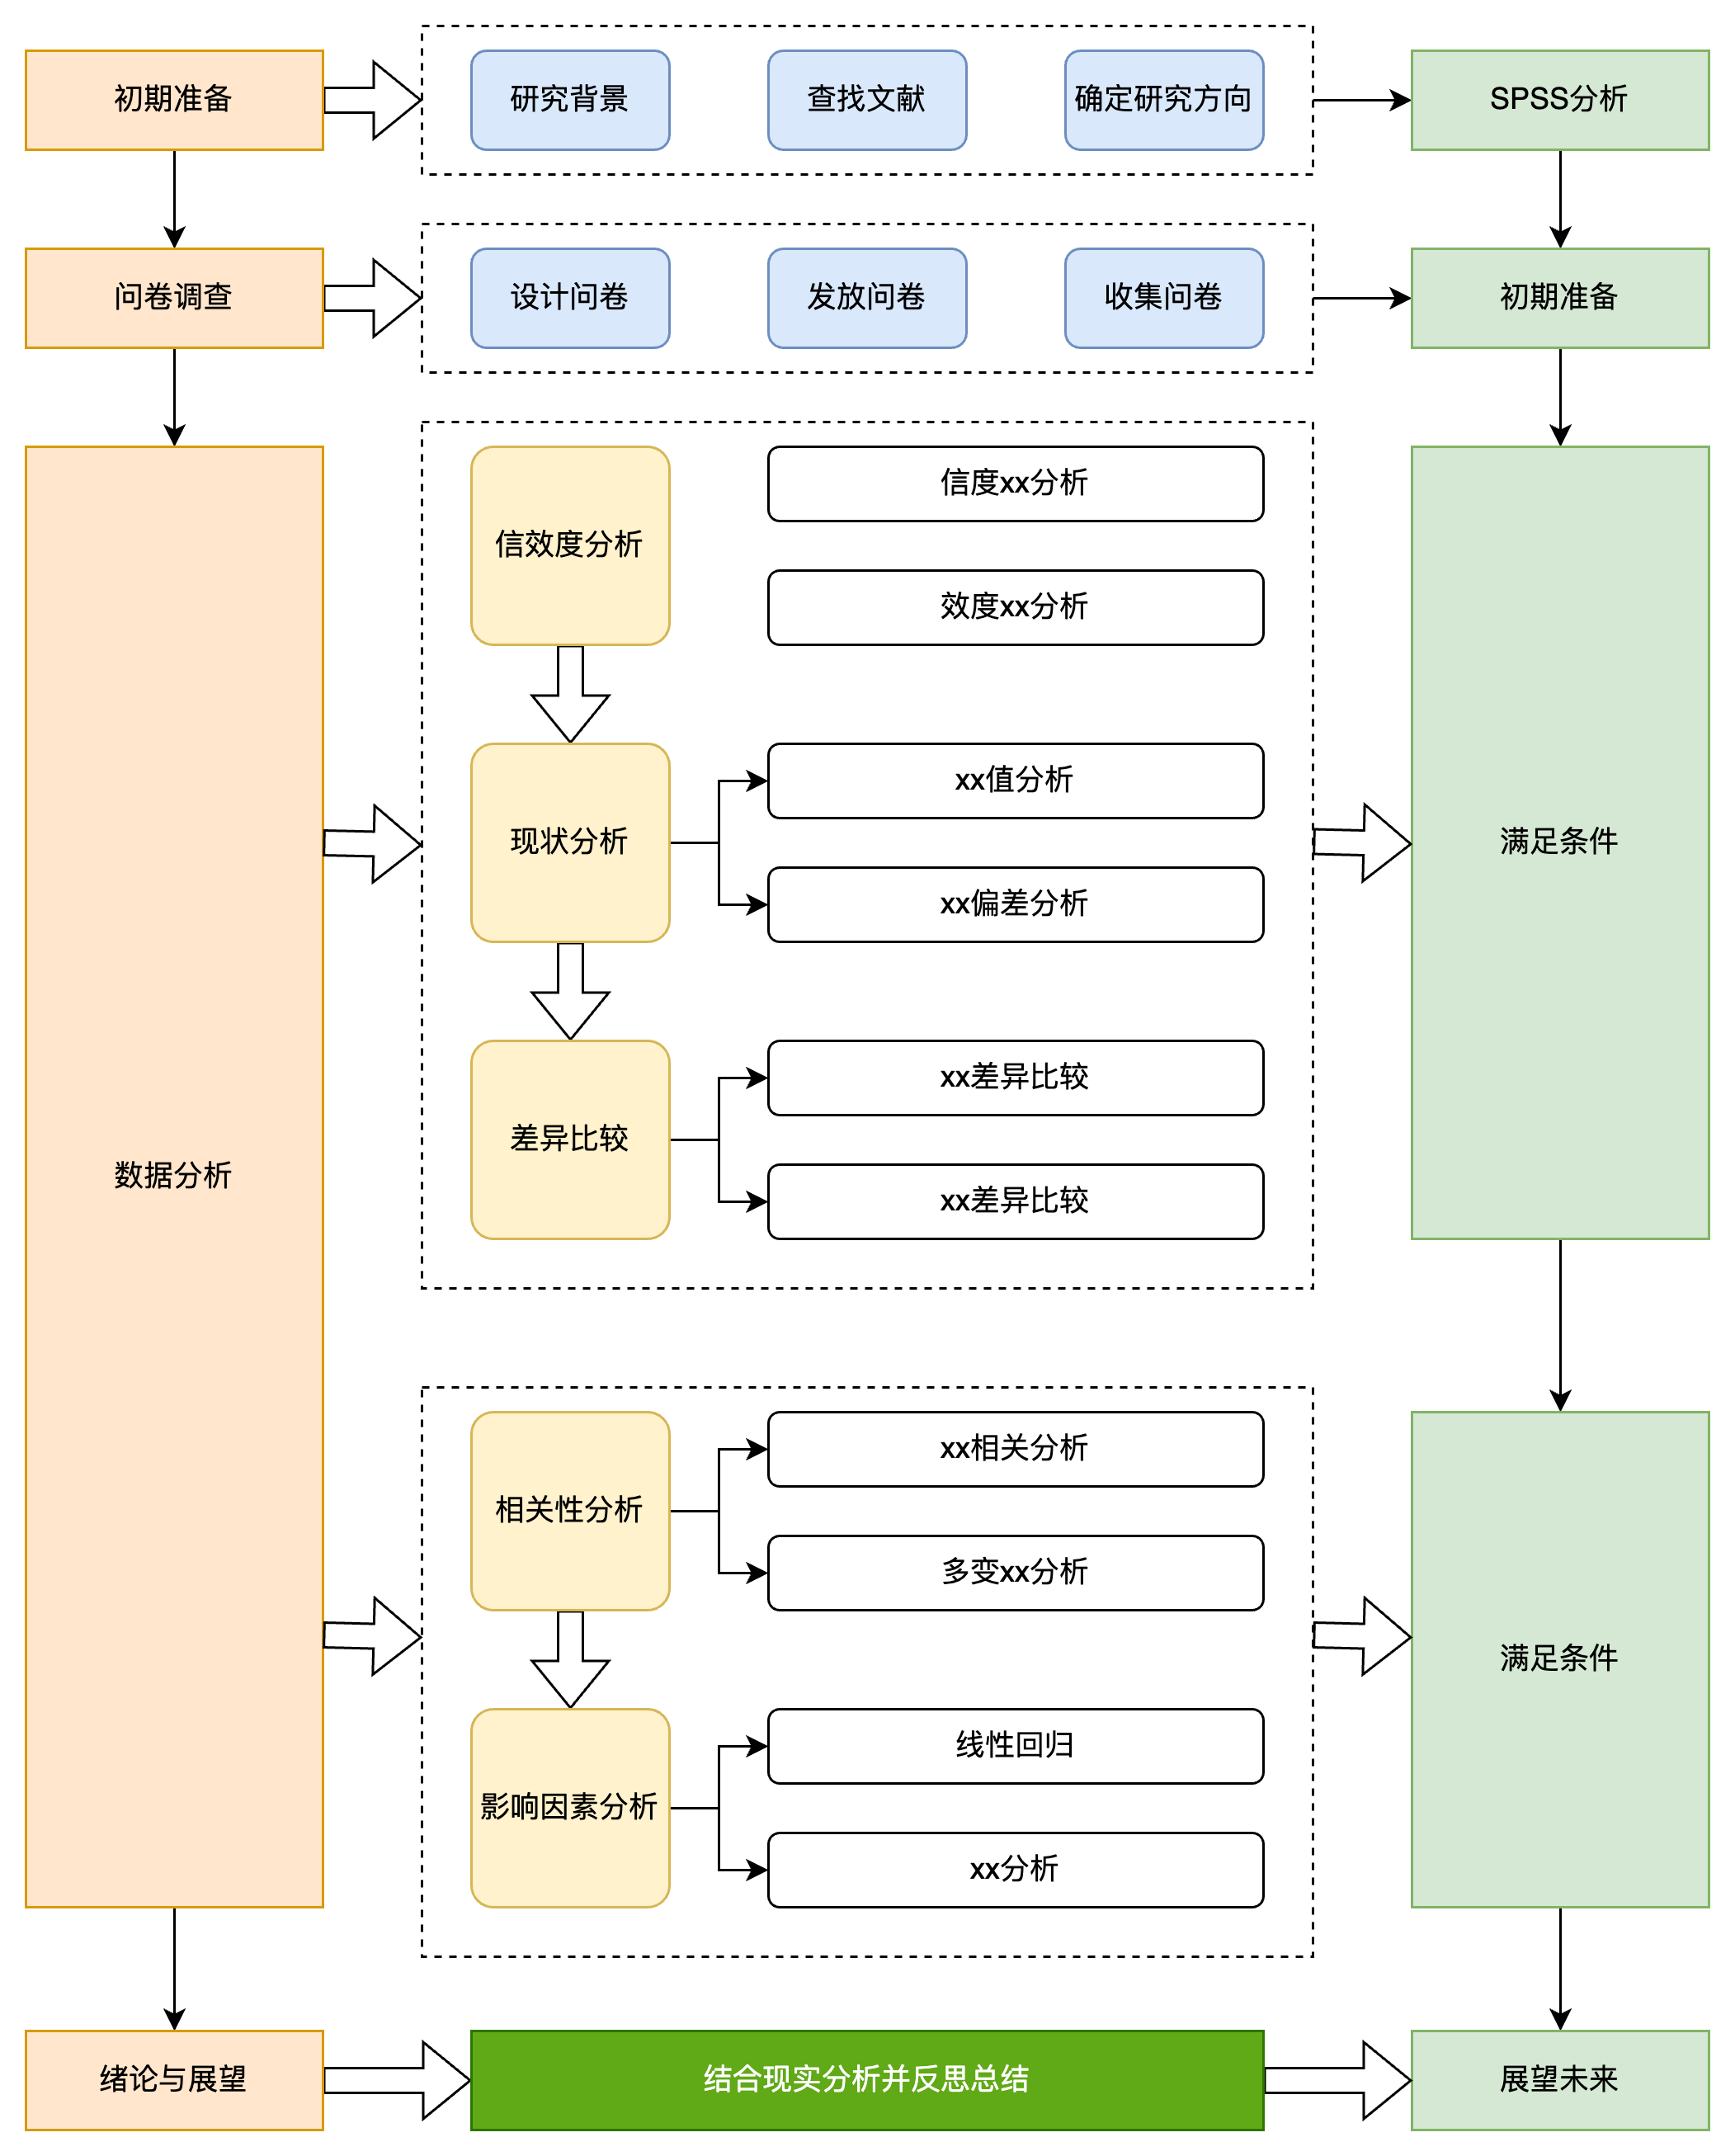 初期准备
研究背景
查找文献
确定研究方向
SPSS分析
问卷调查
设计问卷
发放问卷
收集问卷
初期准备
数据分析
信效度分析
信度xx分析
效度xx分析
现状分析
xx值分析
xx偏差分析
差异比较
xx差异比较
xx差异比较
满足条件
相关性分析
xx相关分析
多变xx分析
影响因素分析
线性回归
xx分析
满足条件
绪论与展望
结合现实分析并反思总结
展望未来